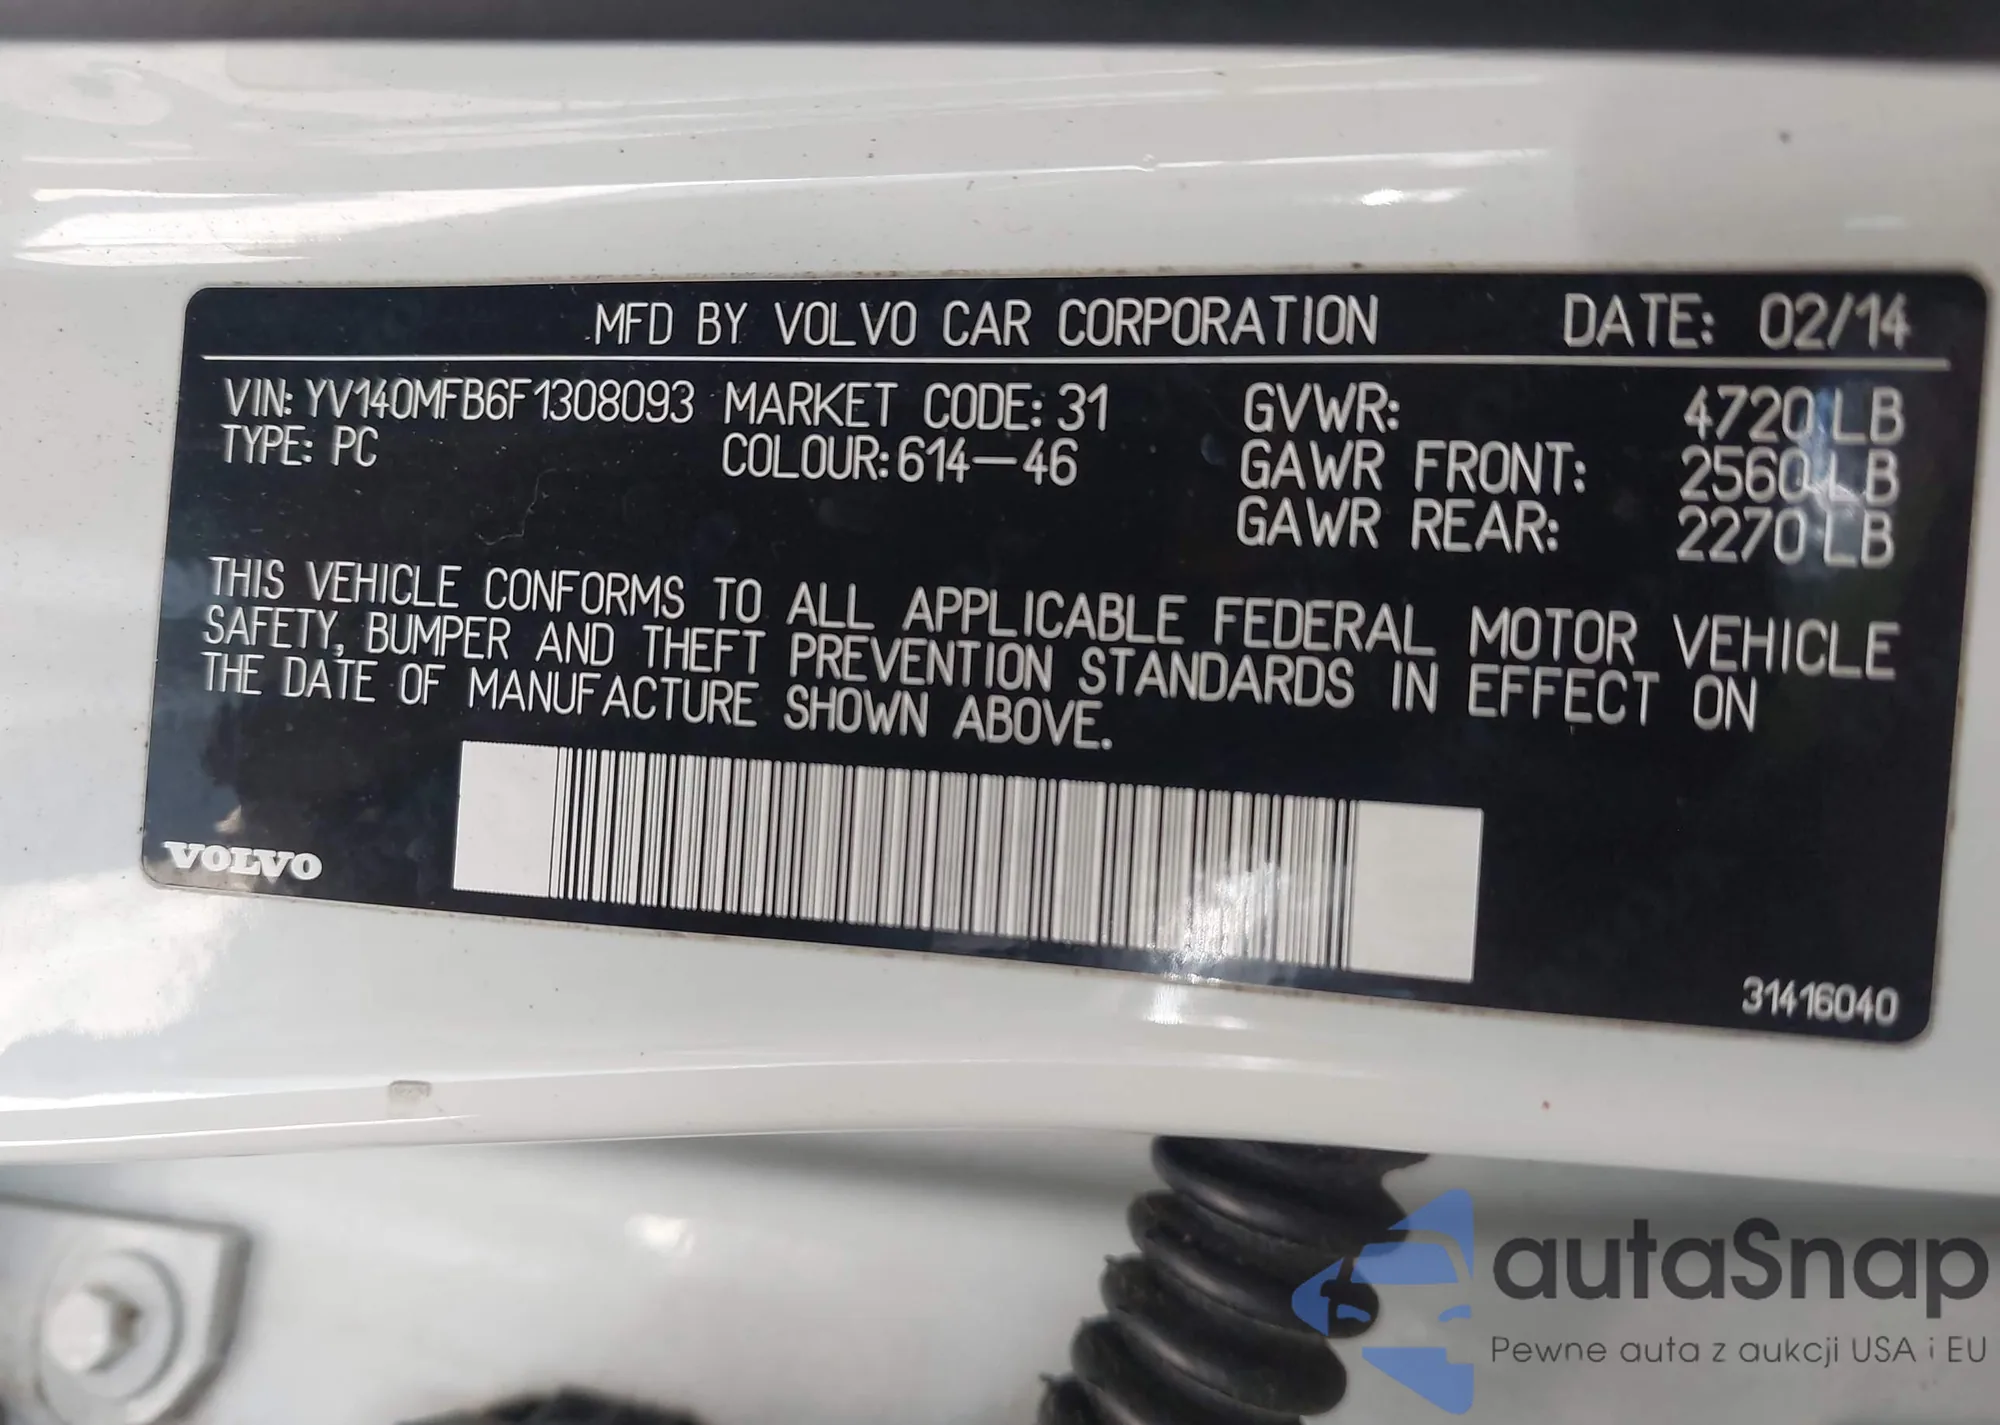 MFD BY VOLVO CAR CORPORATION DATE: 02/14
VIN: YV140MFB6F1308093 MARKET CODE: 31 GVWR: 4720 LB
TYPE: PC COLOUR: 614-46 GAWR FRONT: 2560 LB
GAWR REAR: 2270 LB
THIS VEHICLE CONFORMS TO ALL APPLICABLE FEDERAL MOTOR VEHICLE
SAFETY, BUMPER AND THEFT PREVENTION STANDARDS IN EFFECT ON
THE DATE OF MANUFACTURE SHOWN ABOVE.
VOLVO
31416040
autaSnap
Pewne auta z aukcji USA i EU